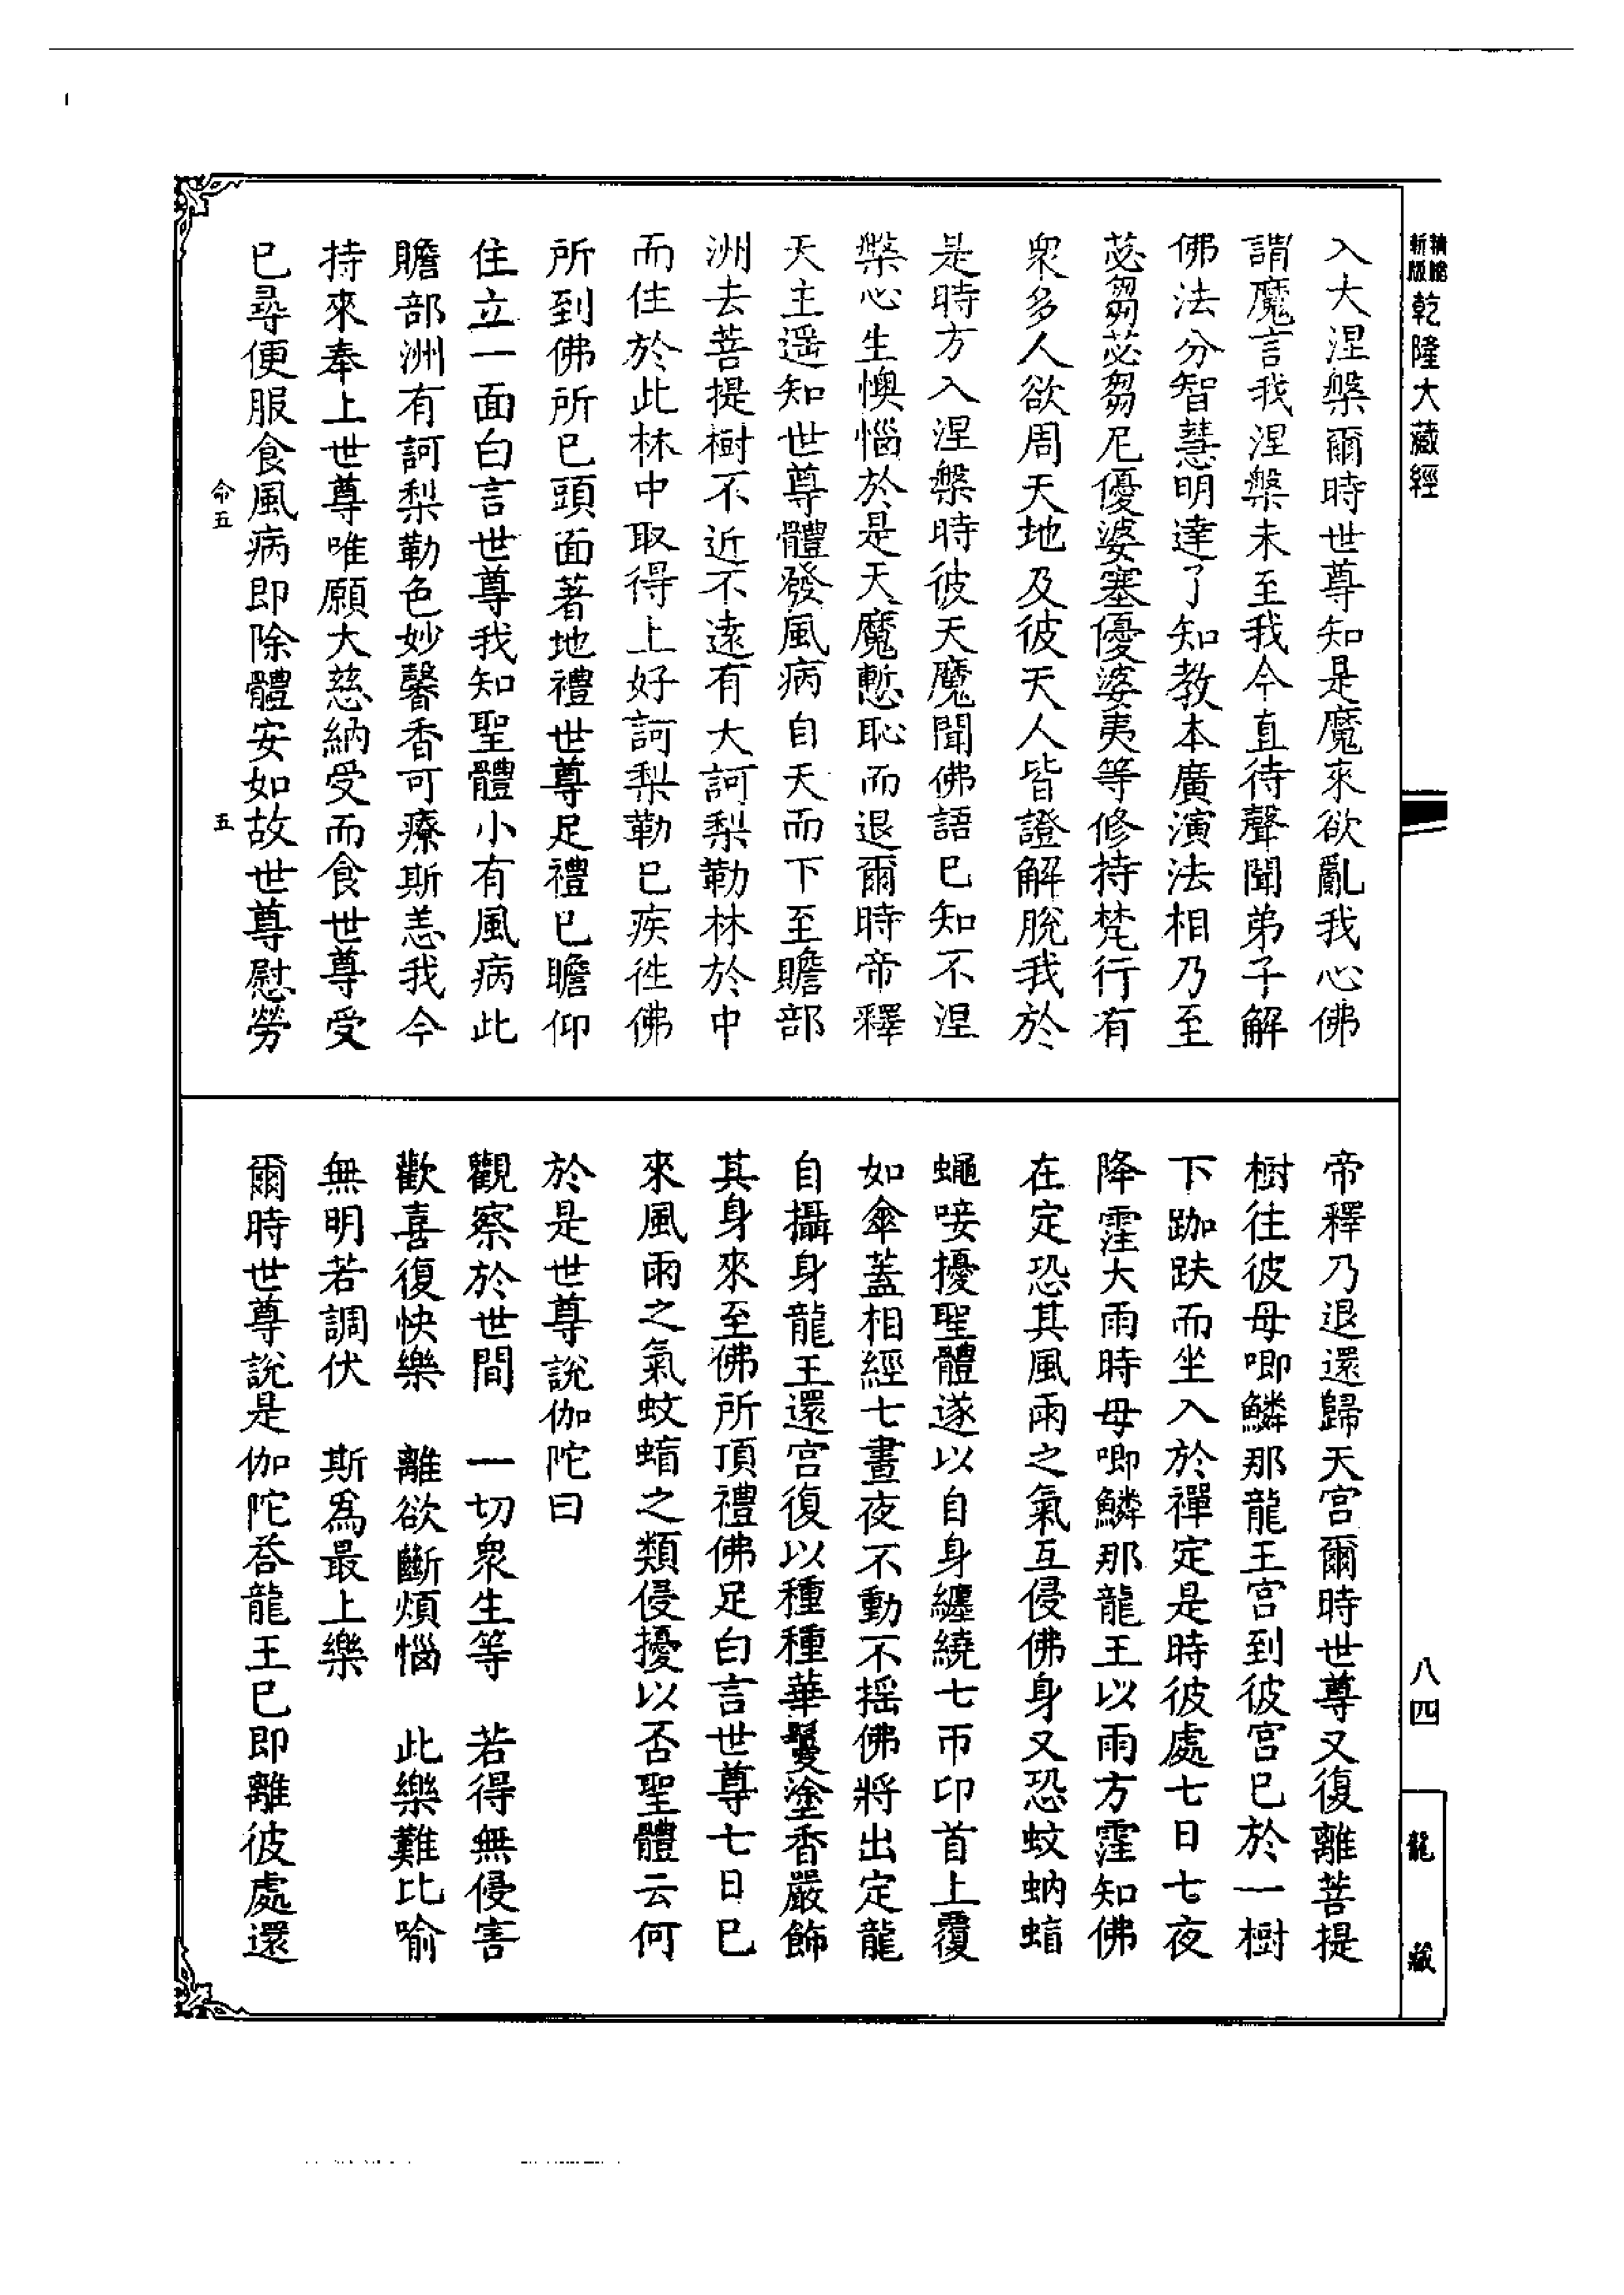 精縮新版乾隆大藏經
入大涅槃爾時世尊知是魔來欲亂我心佛
謂魔言我涅槃未至我今直待聲聞弟子解
佛法分智慧明達了知教本廣演法相乃至
苾芻苾芻尼優婆塞優婆夷等修持梵行有
衆多人欲周天地及彼天人皆證解脫我於
是時方入涅槃時彼天魔聞佛語已知不涅
槃心生懊惱於是天魔慙恥而退爾時帝釋
天主遥知世尊體發風病自天而下至贍部
洲去菩提樹不近不遠有大訶梨勒林於中
而住於此林中取得上好訶梨勒已疾徃佛
所到佛所已頭面著地禮世尊足禮已瞻仰
住立一面白言世尊我知聖體小有風病此
贍部洲有訶梨勒色妙馨香可療斯恙我今
持來奉上世尊唯願大慈納受而食世尊受
已尋便服食風病即除體安如故世尊慰勞
命五 五
帝釋乃退還歸天宮爾時世尊又復離菩提
樹往彼母唧鱗那龍王宮到彼宮已於一樹
下跏趺而坐入於禪定是時彼處七日七夜
降霔大雨時母唧鱗那龍王以雨方霔知佛
在定恐其風雨之氣互侵佛身又恐蚊蚋蝐
蠅唼擾聖體遂以自身纏繞七帀印首上覆
如傘蓋相經七晝夜不動不摇佛將出定龍
自攝身龍王還宮復以種種華鬘塗香嚴飾
其身來至佛所頂禮佛足白言世尊七日已
來風雨之氣蚊蝐之類侵擾以否聖體云何
於是世尊說伽陀曰
觀察於世間 一切衆生等 若得無侵害
歡喜復快樂 離欲斷煩惱 此樂難比喻
無明若調伏 斯爲最上樂
爾時世尊說是伽陀荅龍王已即離彼處還
八四
龍藏